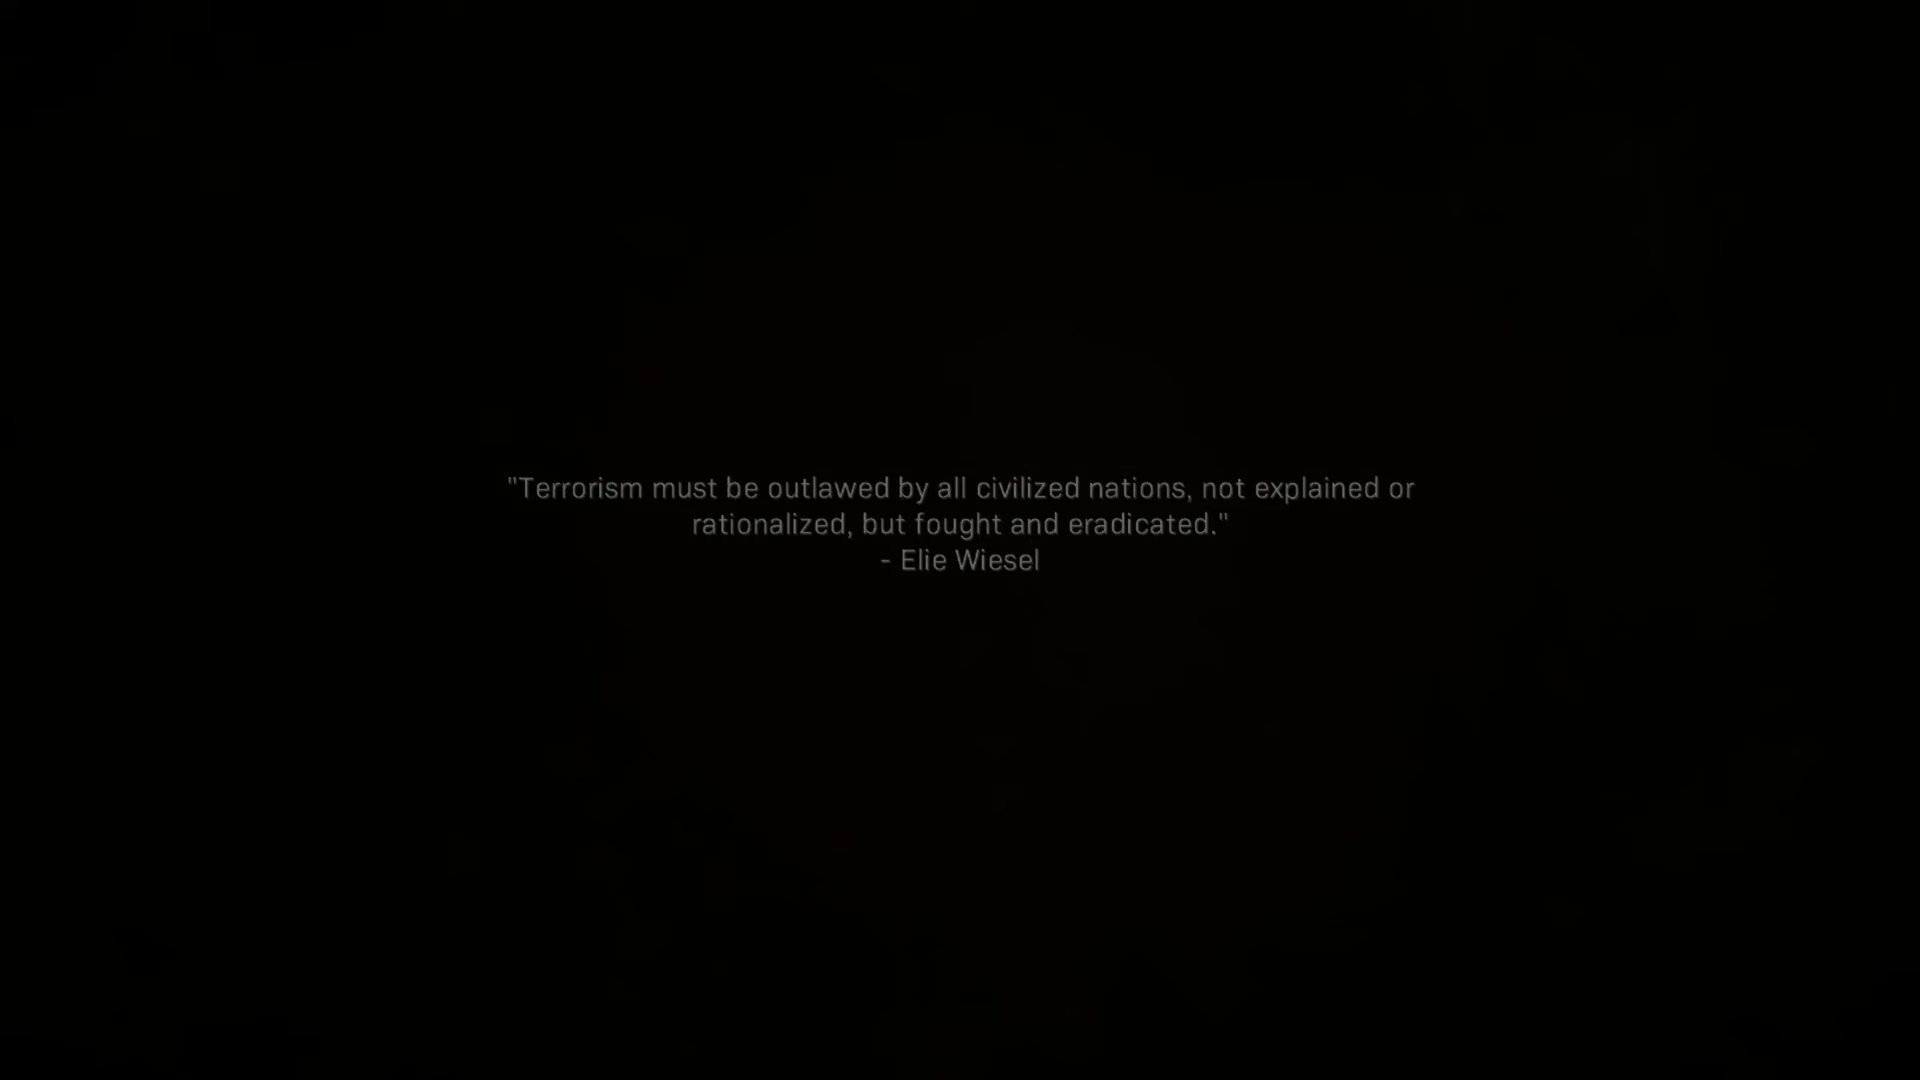 "Terrorism must be outlawed by all civilized nations, not explained or
rationalized, but fought and eradicated."
- Elie Wiesel